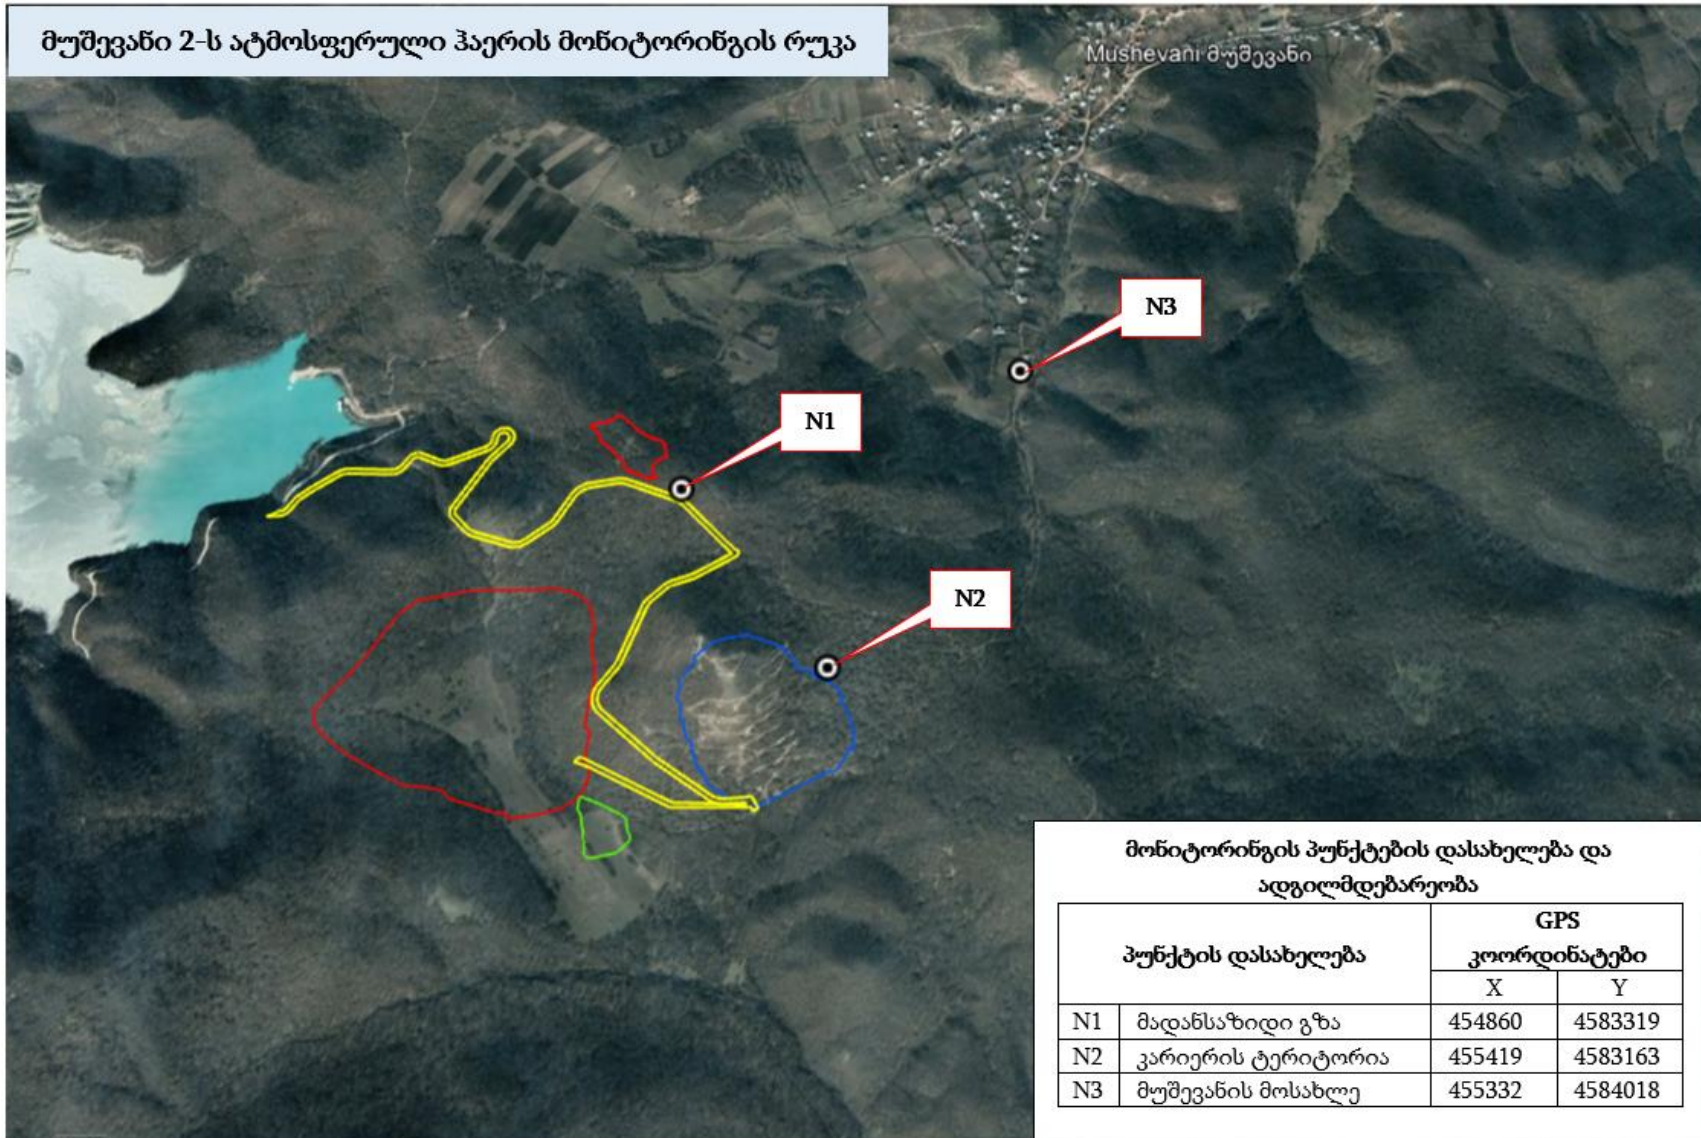 მუშევანი 2-ს ატმოსფერული ჰაერის მონიტორინგის რუკა
Mushevani მუშევანი
N3
N1
N2
მონიტორინგის პუნქტების დასახელება და
ადგილმდებარეობა
პუნქტის დასახელება
GPS
კოორდინატები
X Y
N1 მადანსაზიდი გზა 454860 4583319
N2 კარიერის ტერიტორია 455419 4583163
N3 მუშევანის მოსახლე 455332 4584018